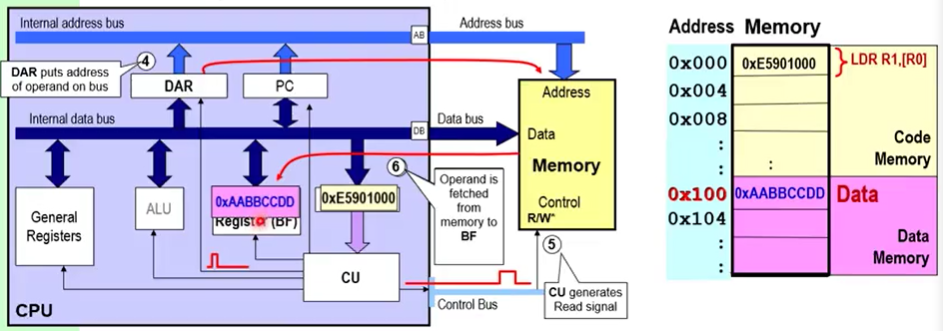 Internal address bus
Address bus
AB
4
DAR puts address
of operand on bus
DAR
PC
Address
Internal data bus
DB
Data bus
Data
Memory
6
Operand is
fetched
from
memory to
BF
Control
R/W*
General
Registers
ALU
0xAABBCCDD
Register (BF)
0xE5901000
CU
5
CU generates
Read signal
Control Bus
CPU
Address Memory
0x000 0xE5901000 LDR R1,[R0]
0x004
0x008
:
:
:
Code
Memory
0x100 0xAABBCCDD Data
0x104
:
:
Data
Memory